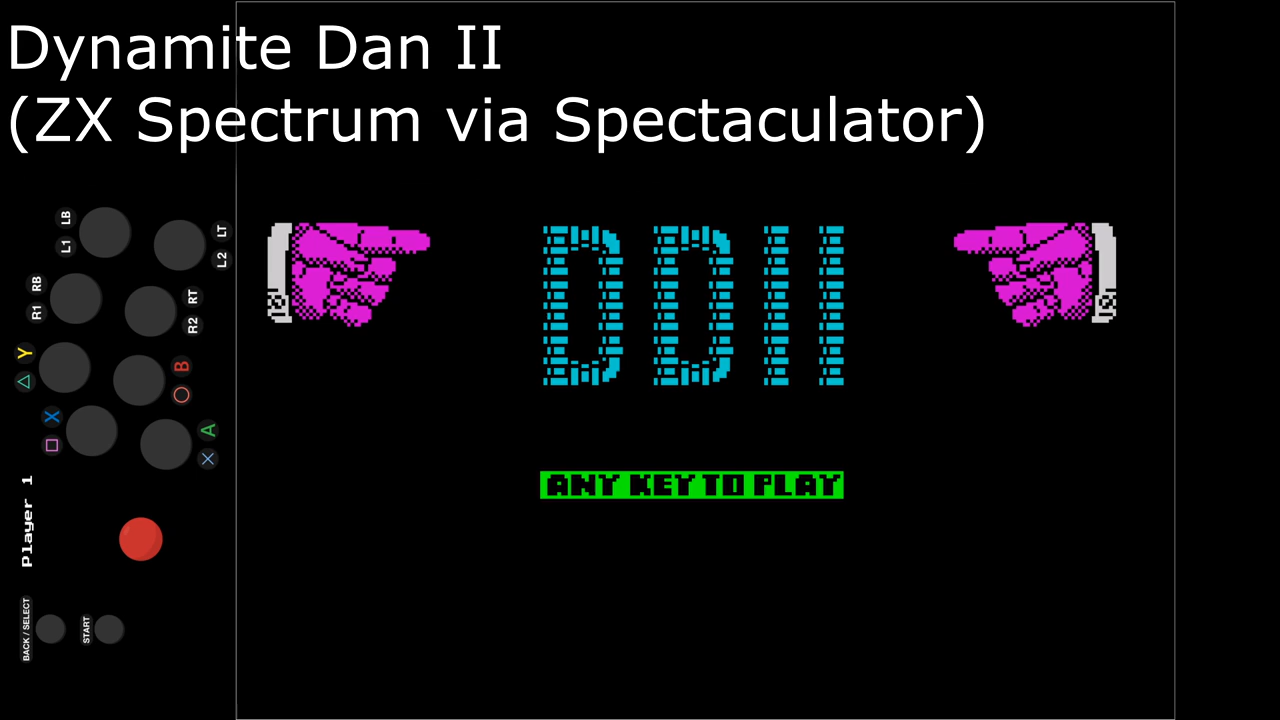 Dynamite Dan II
(ZX Spectrum via Spectaculator)
LB
L1
LT
L2
RB
R1
RT
R2
Y
B
X
A
Player 1
BACK / SELECT
START
DDII
ANY KEY TO PLAY